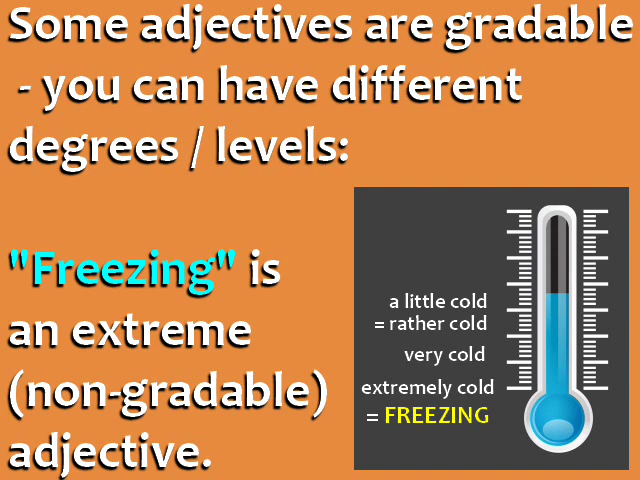 Some adjectives are gradable
- you can have different
degrees / levels:
"Freezing" is
an extreme
(non-gradable)
adjective.
a little cold
= rather cold
very cold
extremely cold
= FREEZING